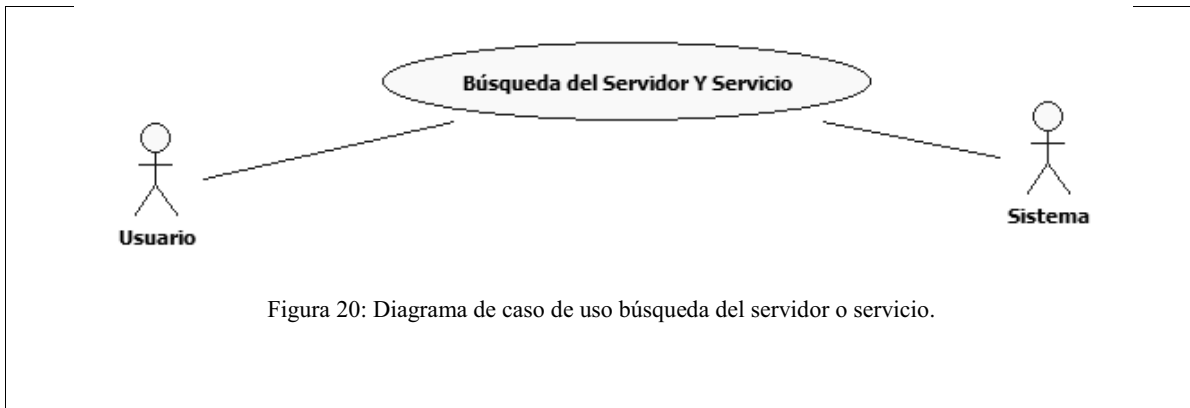 Búsqueda del Servidor Y Servicio
Usuario
Sistema
Figura 20: Diagrama de caso de uso búsqueda del servidor o servicio.